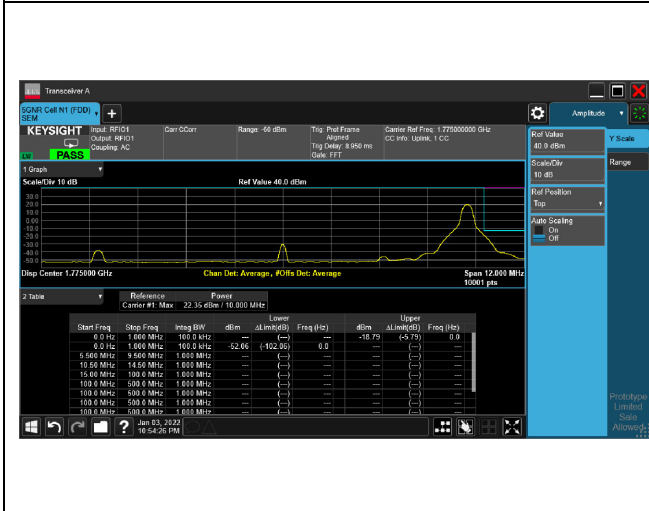 Transceiver A
5GNR Cell N1 (FDD)
SEM
Amplitude
KEYSIGHT
Input: RFIO1
Output: RFIO1
Coupling: AC
Corr CCorr
Range: -60 dBm
Trig: Pref Frame
Aligned
Trig Delay: 8.950 ms
Gate: FFT
Carrier Ref Freq: 1.775000000 GHz
CC Info: Uplink, 1 CC
PASS
Ref Value
40.0 dBm
Y Scale
Scale/Div
10 dB
Range
Ref Position
Top
Auto Scaling
On
Off
1 Graph
Scale/Div 10 dB
Ref Value 40.0 dBm
30.0
20.0
10.0
0.00
-10.0
-20.0
-30.0
-40.0
-50.0
Disp Center 1.775000 GHz
Chan Det: Average, #Offs Det: Average
Span 12.000 MHz
10001 pts
2 Table
Reference Power
Carrier #1: Max 22.35 dBm / 10.000 MHz
Lower Upper
Start Freq Stop Freq Integ BW dBm ΔLimit(dB) Freq (Hz) dBm ΔLimit(dB) Freq (Hz)
0.0 Hz 1.000 MHz 100.0 kHz --- (---) --- -18.79 (-5.79) 0.0
0.0 Hz 1.000 MHz 100.0 kHz -52.06 (-102.06) 0.0 --- (---) ---
5.500 MHz 9.500 MHz 1.000 MHz --- (---) --- --- (---) ---
10.50 MHz 14.50 MHz 1.000 MHz --- (---) --- --- (---) ---
15.00 MHz 100.0 MHz 1.000 MHz --- (---) --- --- (---) ---
100.0 MHz 500.0 MHz 1.000 MHz --- (---) --- --- (---) ---
100.0 MHz 500.0 MHz 1.000 MHz --- (---) --- --- (---) ---
100.0 MHz 500.0 MHz 1.000 MHz --- (---) --- --- (---) ---
100.0 MHz 500.0 MHz 1.000 MHz --- (---) --- --- (---) ---
Prototype
Limited
Sale
Allowed
?
Jan 03, 2022
10:54:26 PM